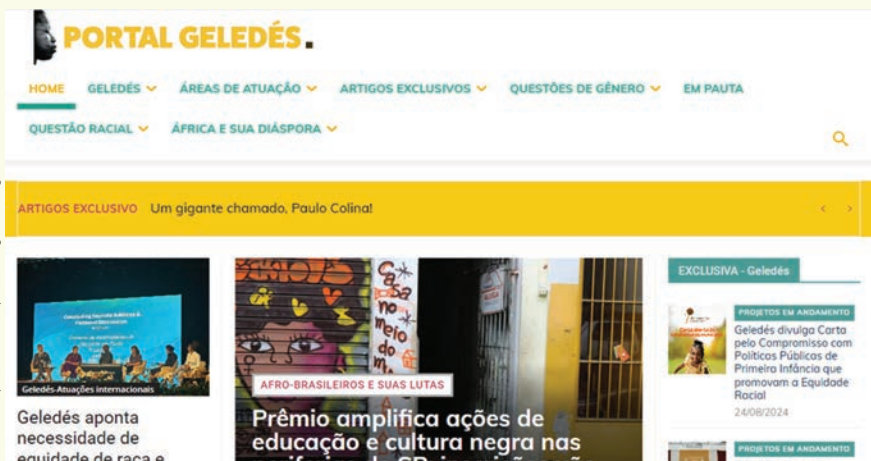 PORTAL GELEDÉS.
HOME GELEDÉS ÁREAS DE ATUAÇÃO ARTIGOS EXCLUSIVOS QUESTÕES DE GÊNERO EM PAUTA
QUESTÃO RACIAL ÁFRICA E SUA DIÁSPORA
ARTIGOS EXCLUSIVO Um gigante chamado, Paulo Colina!
Geledés-Atuações internacionais
Geledés aponta
necessidade de
equidade de raça e
Casa
no
meio
do
AFRO-BRASILEIROS E SUAS LUTAS
Prêmio amplifica ações de
educação e cultura negra nas
EXCLUSIVA - Geledés
PROJETOS EM ANDAMENTO
Geledés divulga Carta
pelo Compromisso com
Políticas Públicas de
Primeira Infância que
promovam a Equidade
Racial
24/08/2024
PROJETOS EM ANDAMENTO